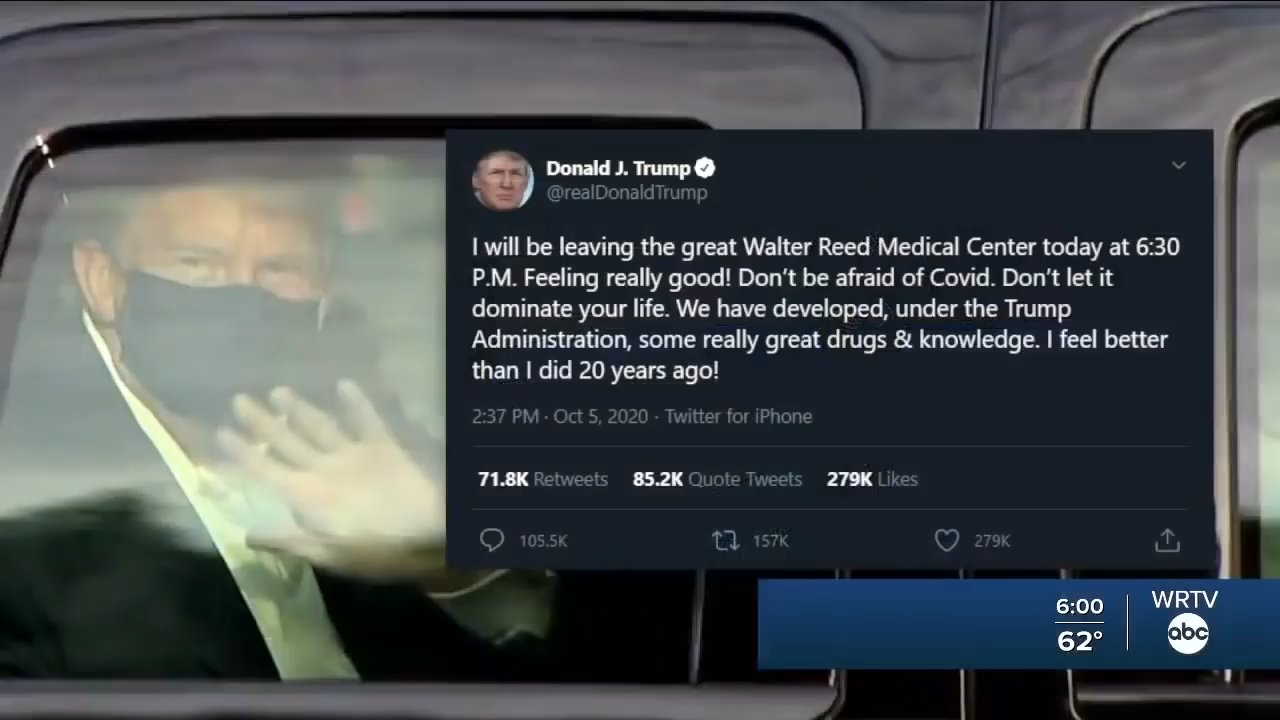 Donald J. Trump
@realDonaldTrump
I will be leaving the great Walter Reed Medical Center today at 6:30
P.M. Feeling really good! Don't be afraid of Covid. Don't let it
dominate your life. We have developed, under the Trump
Administration, some really great drugs & knowledge. I feel better
than I did 20 years ago!
2:37 PM · Oct 5, 2020 · Twitter for iPhone
71.8K Retweets 85.2K Quote Tweets 279K Likes
105.5K 157K 279K
6:00
62°
WRTV
abc